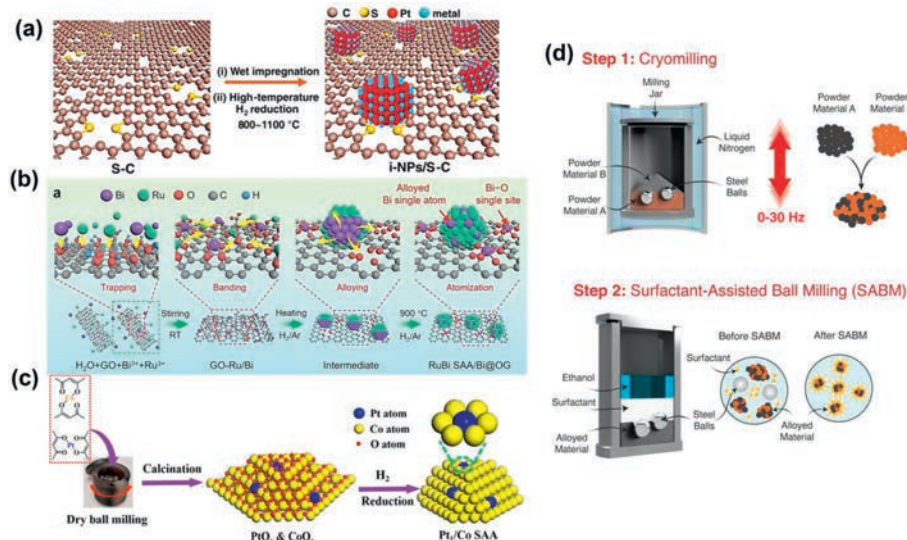 (a)
C S Pt metal
(i) Wet impregnation
(ii) High-temperature
H₂ reduction
800~1100 °C
S-C
i-NPs/S-C
(b)
a
Bi Ru O C H
Alloyed
Bi single atom
Bi–O
single site
Trapping
Banding
Alloying
Atomization
Stirring
RT
Heating
H₂/Ar
900 °C
H₂/Ar
H₂O+GO+Bi³⁺+Ru³⁺
GO-Ru/Bi
Intermediate
RuBi SAA/Bi@OG
(c)
Dry ball milling
Calcination
Pt atom
Co atom
O atom
PtOₓ & CoOₓ
H₂
Reduction
Pt₁/Co SAA
(d)
Step 1: Cryomilling
Milling
Jar
Liquid
Nitrogen
Powder
Material B
Powder
Material A
Steel
Balls
0-30 Hz
Powder
Material A
Powder
Material
Step 2: Surfactant-Assisted Ball Milling (SABM)
Ethanol
Surfactant
Alloyed
Material
Steel
Balls
Before SABM
Surfactant
After SABM
Alloyed
Material